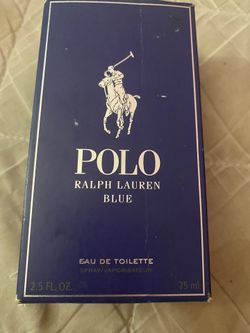 POLO
RALPH LAUREN
BLUE
EAU DE TOILETTE
SPRAY/VAPORISATEUR
2.5 FL. OZ. 75 ml